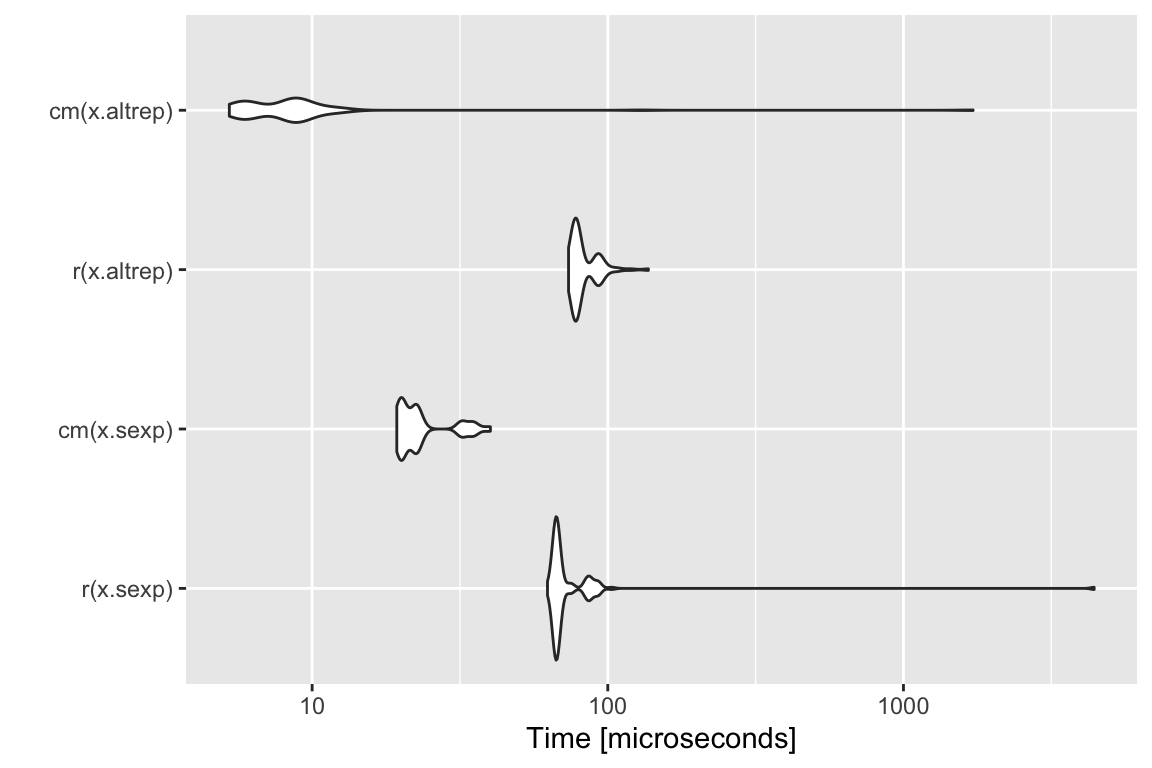 cm(x.altrep)
r(x.altrep)
cm(x.sexp)
r(x.sexp)
10 100 1000
Time [microseconds]